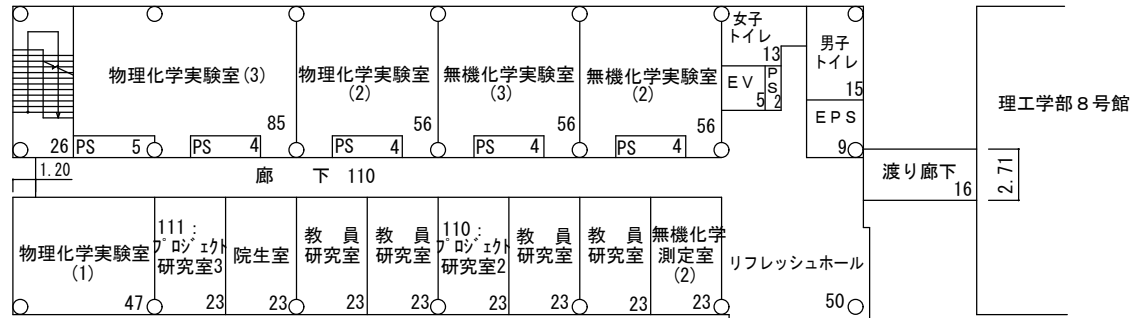 女子
トイレ
13
男子
トイレ
15
物理化学実験室(3)
85
物理化学実験室
(2)
56
無機化学実験室
(3)
56
無機化学実験室
(2)
56
EV
5
PS
2
EPS
9
理工学部8号館
26
PS 5
PS 4
PS 4
PS 4
PS 4
1.20
廊 下 110
渡り廊下
16
2.71
物理化学実験室
(1)
47
111:
プロジェクト
研究室3
23
院生室
23
教 員
研究室
23
教 員
研究室
23
110:
プロジェクト
研究室2
23
教 員
研究室
23
教 員
研究室
23
無機化学
測定室
(2)
23
リフレッシュホール
50